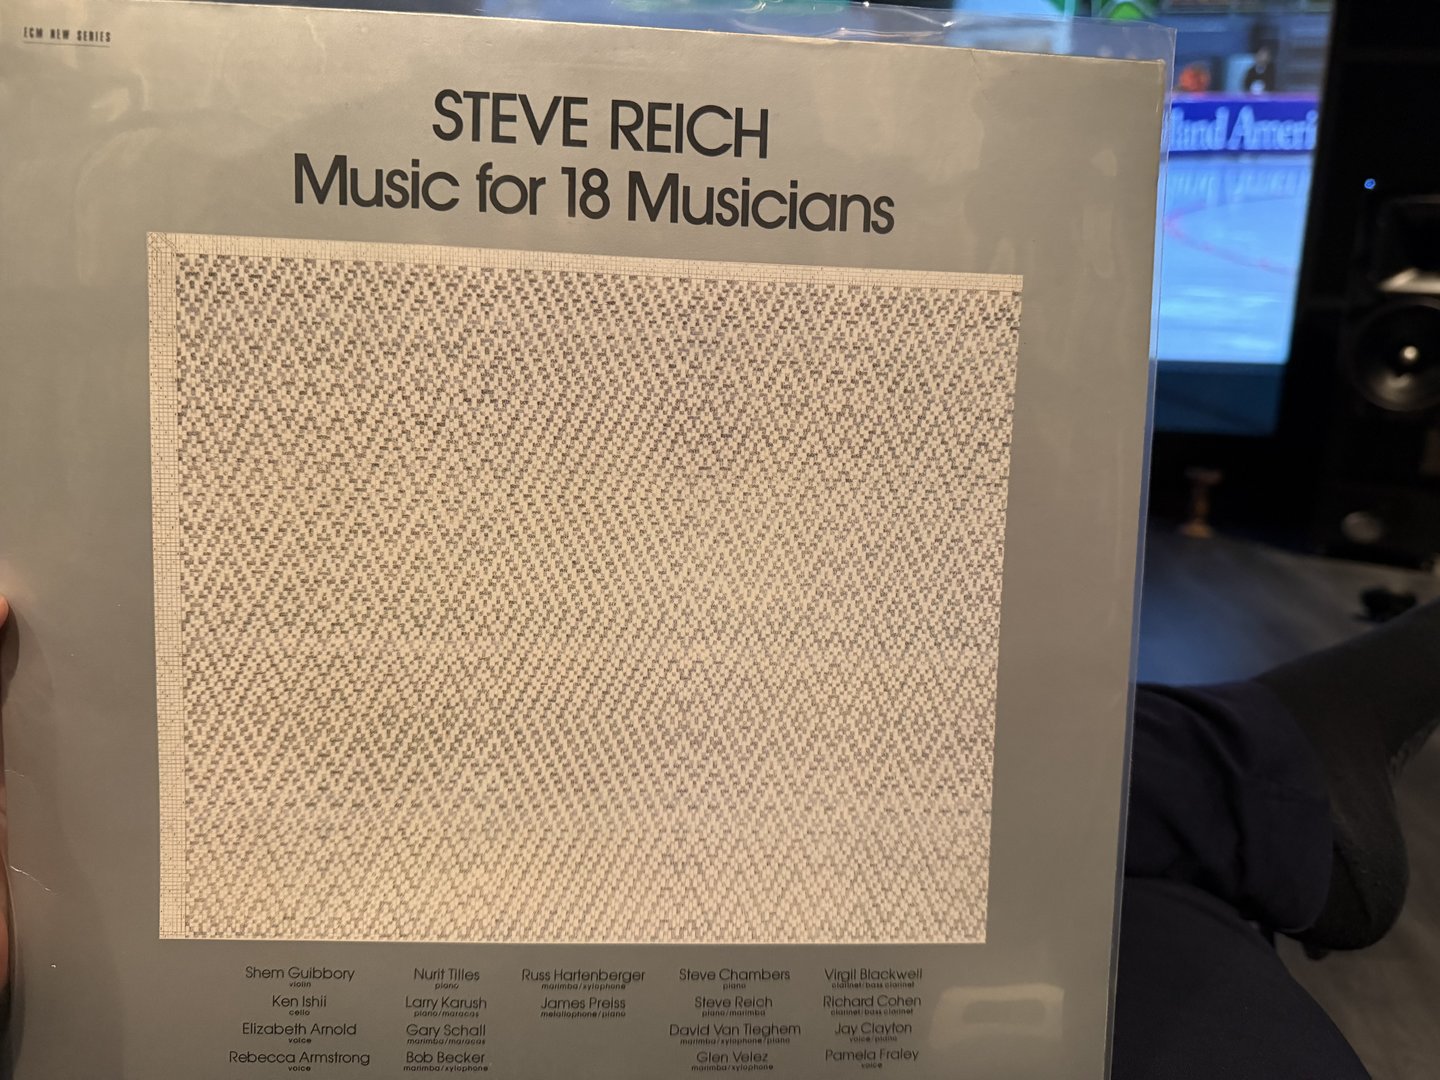 ECM NEW SERIES
STEVE REICH
Music for 18 Musicians
Shem Guibbory
violin
Ken Ishii
cello
Elizabeth Arnold
voice
Rebecca Armstrong
voice
Nurit Tilles
piano
Larry Karush
piano/maracas
Gary Schall
marimba/maracas
Bob Becker
marimba/xylophone
Russ Hartenberger
marimba/xylophone
James Preiss
metallophone/piano
Steve Chambers
piano
Steve Reich
piano/marimba
David Van Tieghem
marimba/xylophone/piano
Glen Velez
marimba/xylophone
Virgil Blackwell
clarinet/bass clarinet
Richard Cohen
clarinet/bass clarinet
Jay Clayton
voice/piano
Pamela Fraley
voice